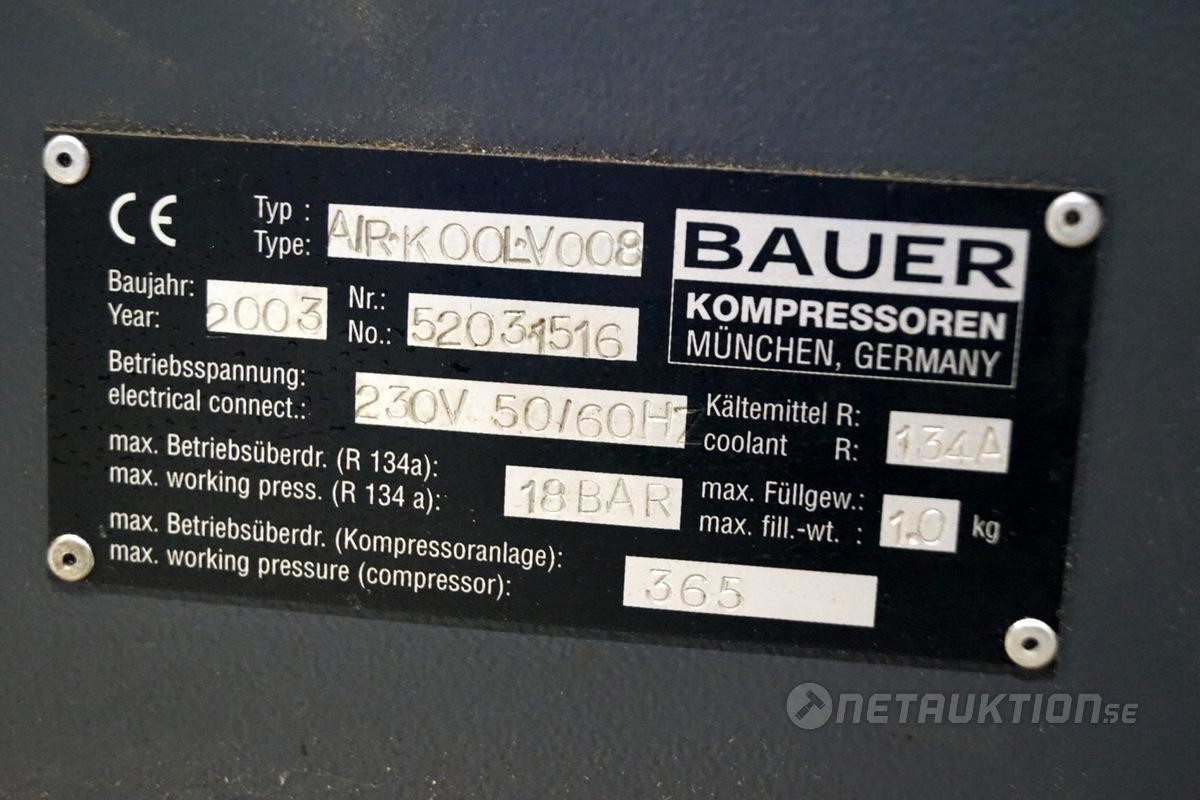 CE
Typ :
Type: AIR-KOOL-V008
BAUER
KOMPRESSOREN
MÜNCHEN, GERMANY
Baujahr:
Year: 2003
Nr.:
No.: 52031516
Betriebsspannung:
electrical connect.: 230V 50/60HZ
Kältemittel R:
coolant R: 134A
max. Betriebsüberdr. (R 134a):
max. working press. (R 134 a): 18BAR
max. Füllgew.:
max. fill.-wt. : 1.0 kg
max. Betriebsüberdr. (Kompressoranlage):
max. working pressure (compressor): 365
NETAUKTION.SE